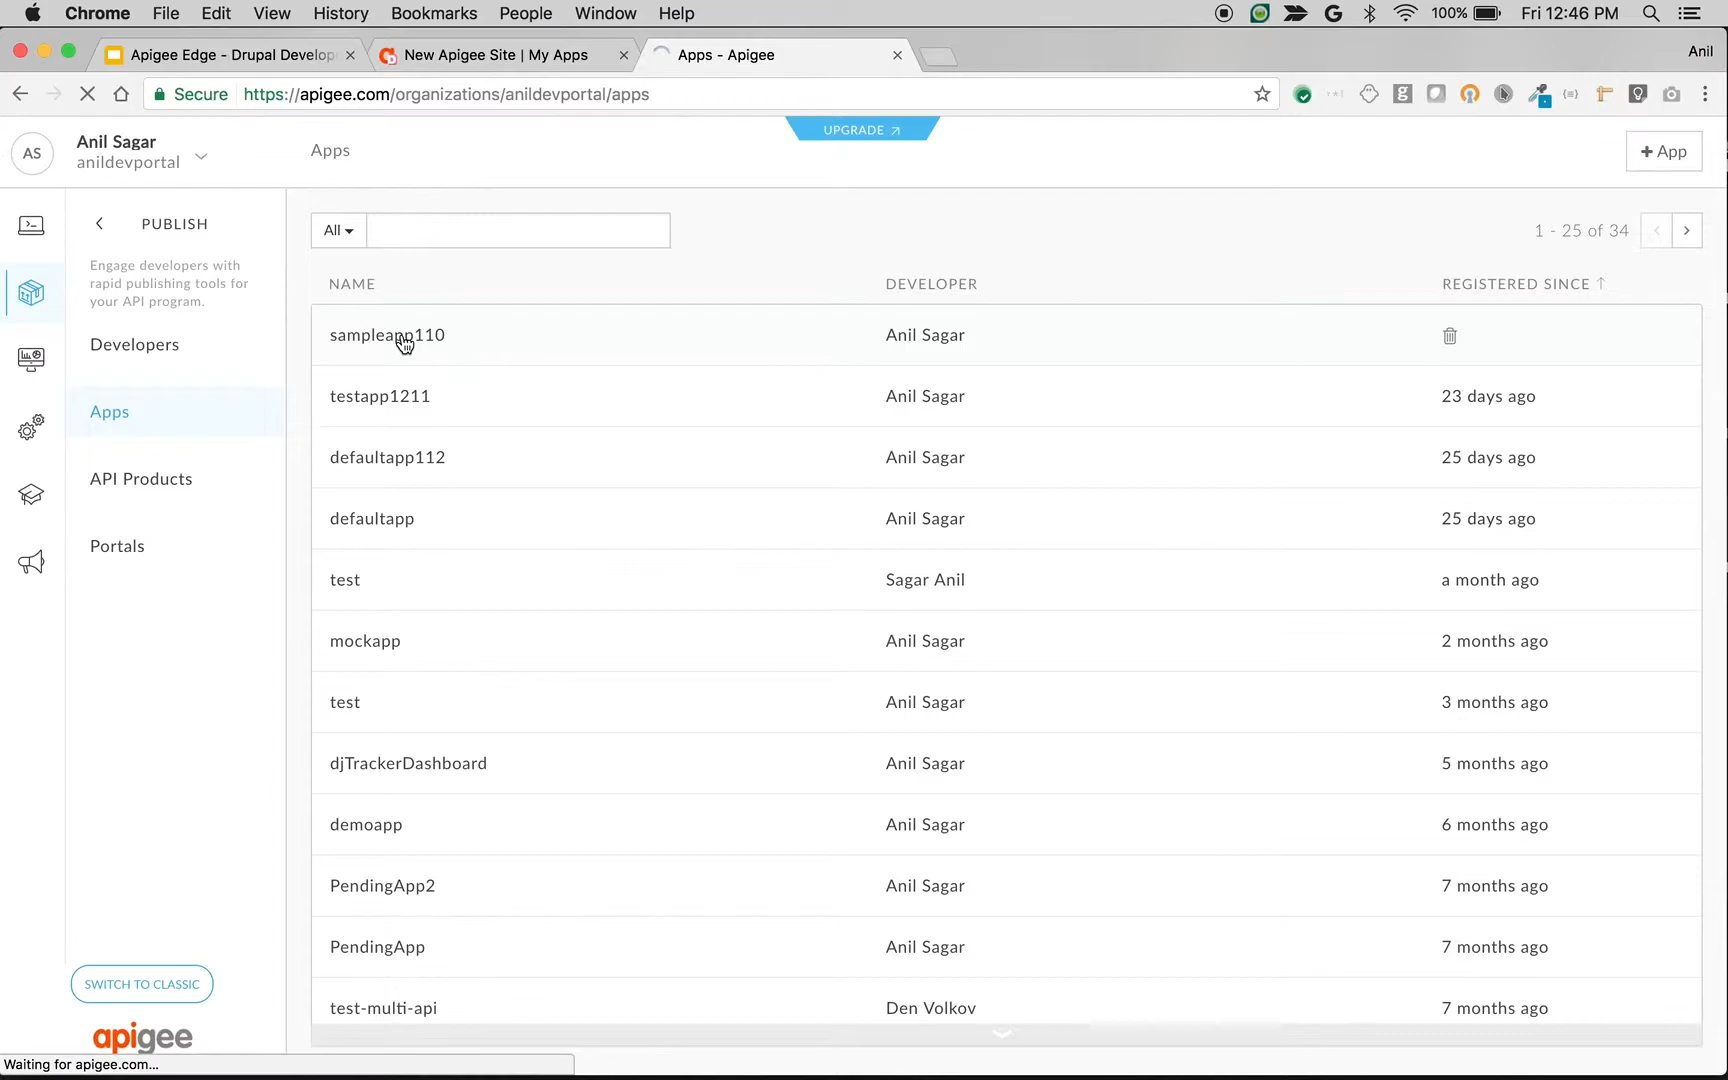 Chrome File Edit View History Bookmarks People Window Help 100% Fri 12:46 PM
Apigee Edge - Drupal Develop New Apigee Site | My Apps Apps - Apigee Anil
Secure https://apigee.com/organizations/anildevportal/apps
UPGRADE
AS
Anil Sagar
anildevportal
Apps
+ App
PUBLISH
Engage developers with
rapid publishing tools for
your API program.
Developers
Apps
API Products
Portals
SWITCH TO CLASSIC
apigee
All
1 - 25 of 34
NAME DEVELOPER REGISTERED SINCE
sampleapp110 Anil Sagar
testapp1211 Anil Sagar 23 days ago
defaultapp112 Anil Sagar 25 days ago
defaultapp Anil Sagar 25 days ago
test Sagar Anil a month ago
mockapp Anil Sagar 2 months ago
test Anil Sagar 3 months ago
djTrackerDashboard Anil Sagar 5 months ago
demoapp Anil Sagar 6 months ago
PendingApp2 Anil Sagar 7 months ago
PendingApp Anil Sagar 7 months ago
test-multi-api Den Volkov 7 months ago
Waiting for apigee.com...